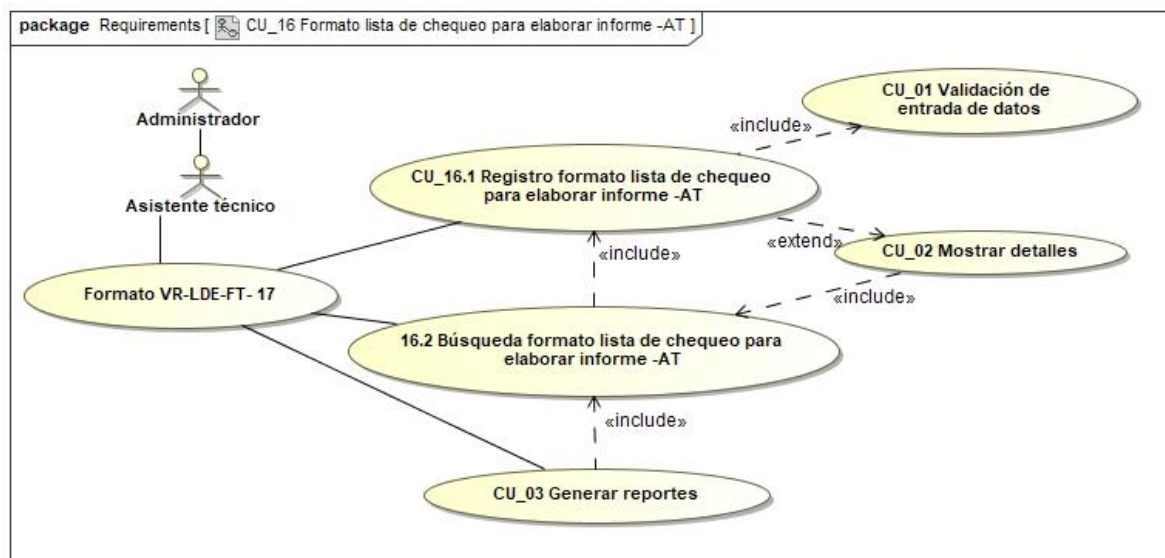 package Requirements [ CU_16 Formato lista de chequeo para elaborar informe -AT ]
Administrador
Asistente técnico
Formato VR-LDE-FT- 17
CU_01 Validación de
entrada de datos
«include»
CU_16.1 Registro formato lista de chequeo
para elaborar informe -AT
«extend»
CU_02 Mostrar detalles
«include»
«include»
16.2 Búsqueda formato lista de chequeo para
elaborar informe -AT
«include»
CU_03 Generar reportes